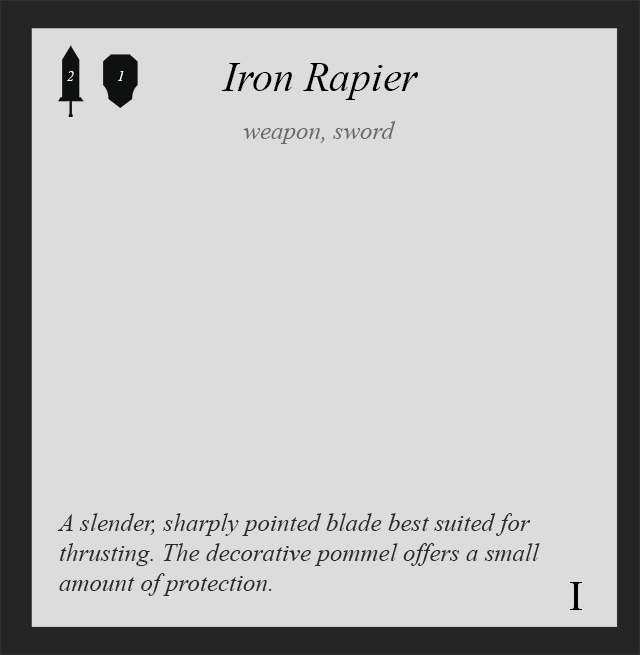 2 1
Iron Rapier
weapon, sword
A slender, sharply pointed blade best suited for
thrusting. The decorative pommel offers a small
amount of protection.
I